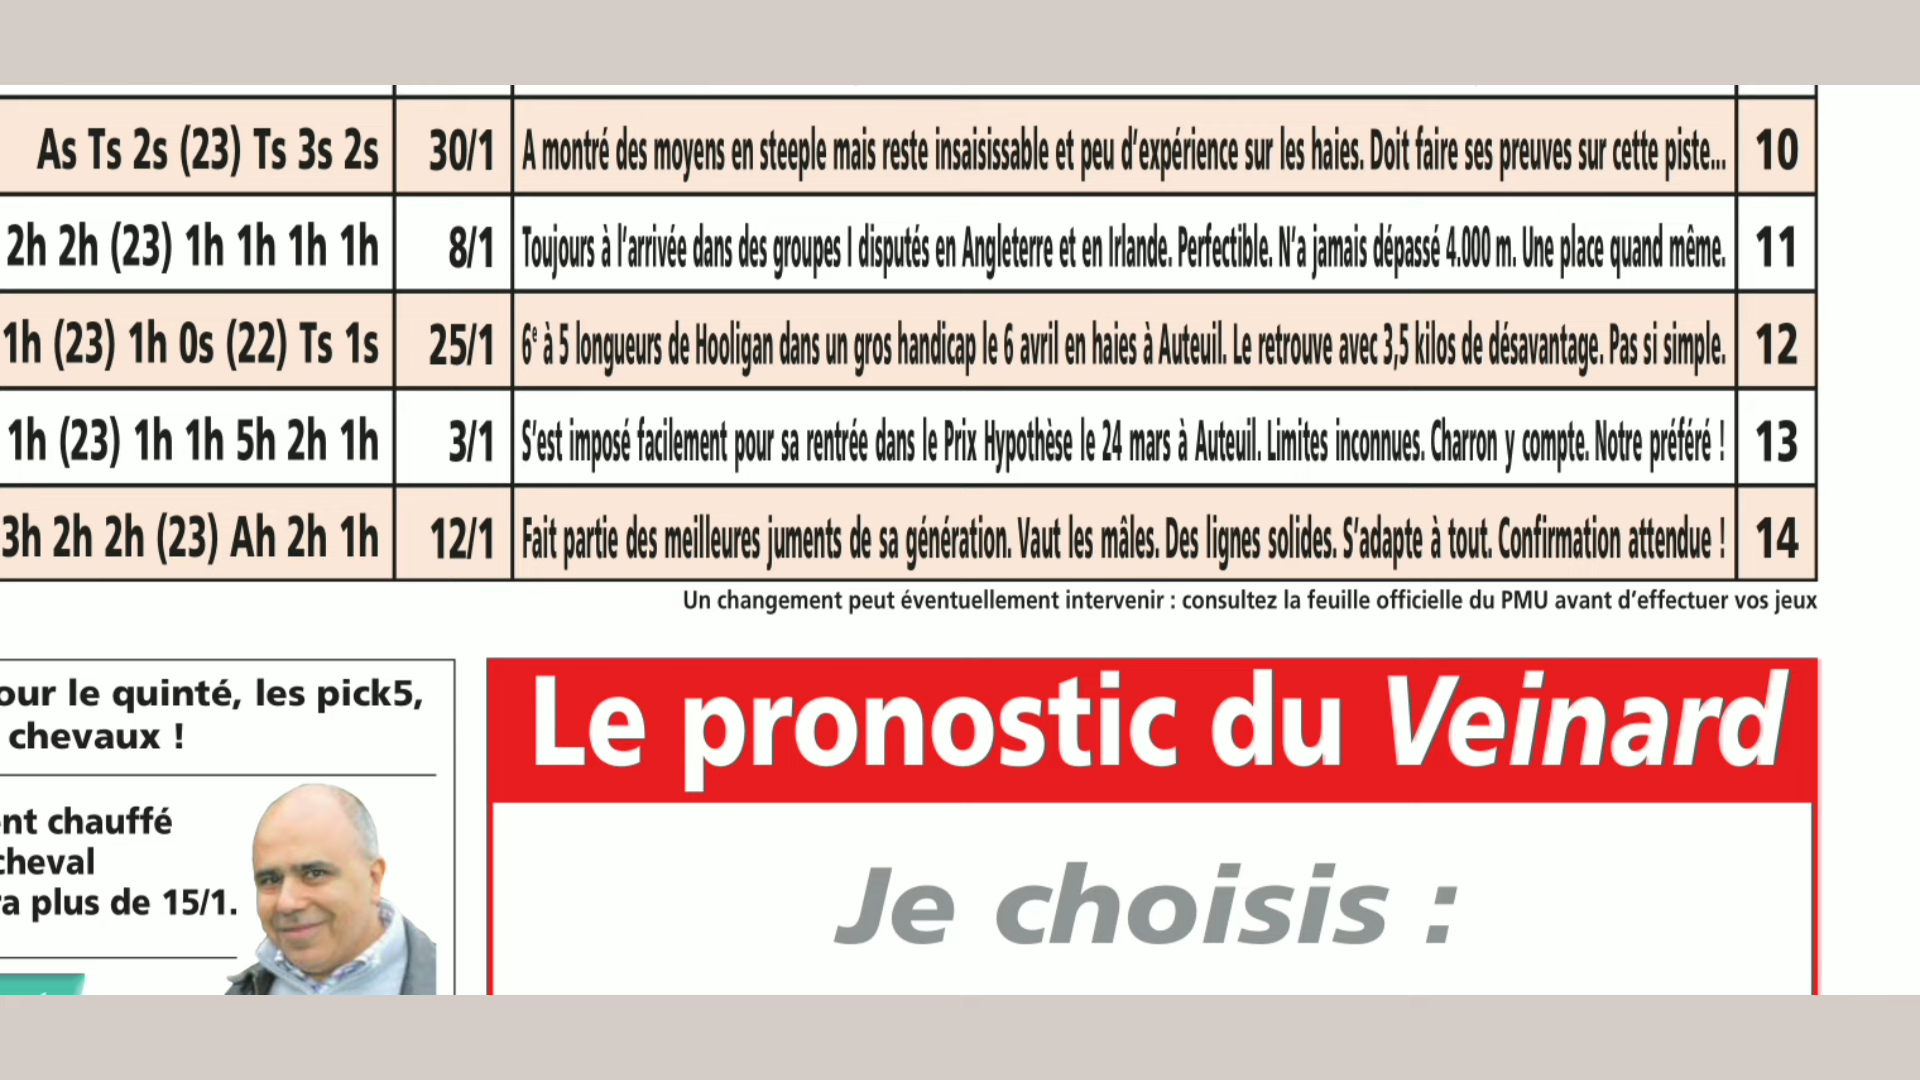 As Ts 2s (23) Ts 3s 2s 30/1 A montré des moyens en steeple mais reste insaisissable et peu d’expérience sur les haies. Doit faire ses preuves sur cette piste... 10
2h 2h (23) 1h 1h 1h 1h 8/1 Toujours à l’arrivée dans des groupes I disputés en Angleterre et en Irlande. Perfectible. N’a jamais dépassé 4.000 m. Une place quand même. 11
1h (23) 1h 0s (22) Ts 1s 25/1 6e à 5 longueurs de Hooligan dans un gros handicap le 6 avril en haies à Auteuil. Le retrouve avec 3,5 kilos de désavantage. Pas si simple. 12
1h (23) 1h 1h 5h 2h 1h 3/1 S’est imposé facilement pour sa rentrée dans le Prix Hypothèse le 24 mars à Auteuil. Limites inconnues. Charron y compte. Notre préféré ! 13
3h 2h 2h (23) Ah 2h 1h 12/1 Fait partie des meilleures juments de sa génération. Vaut les mâles. Des lignes solides. S’adapte à tout. Confirmation attendue ! 14
Un changement peut éventuellement intervenir : consultez la feuille officielle du PMU avant d’effectuer vos jeux
our le quinté, les pick5,
chevaux !
nt chauffé
cheval
a plus de 15/1.
Le pronostic du Veinard
Je choisis :